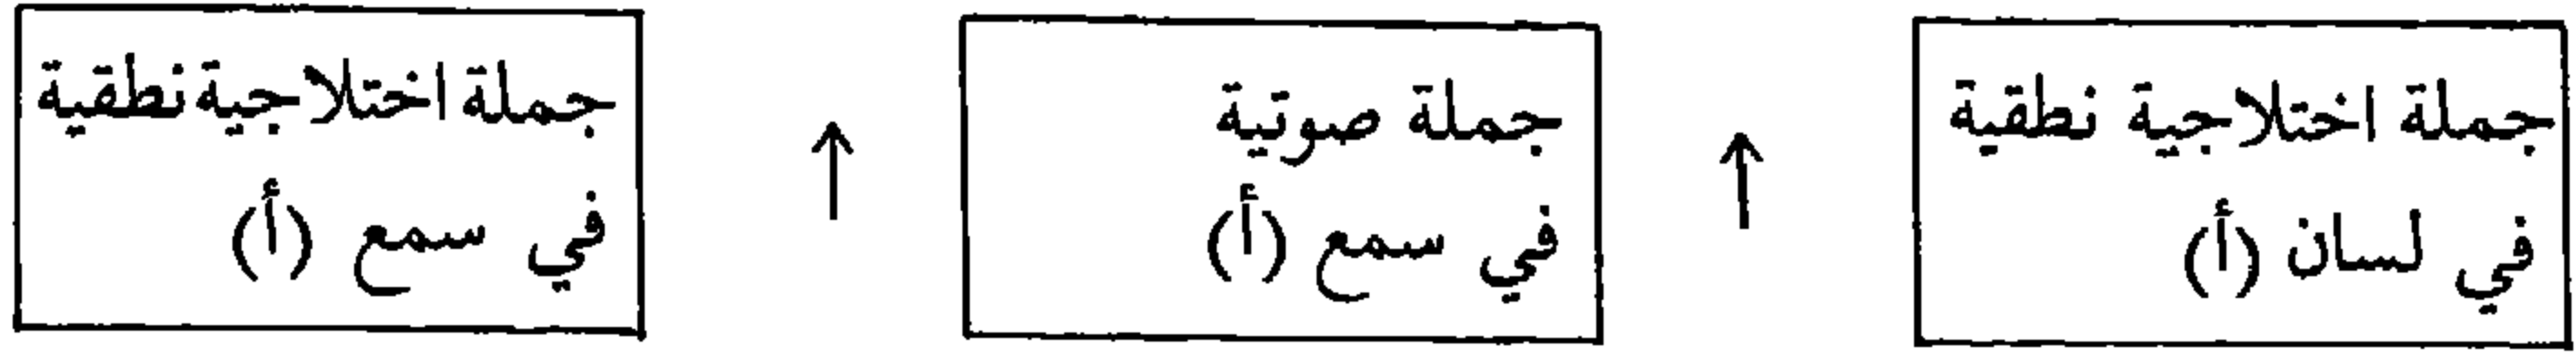 جملة اختلاجية نطقية
في لسان (أ)
↑
جملة صوتية
في سمع (أ)
↑
جملة اختلاجية نطقية
في سمع (أ)